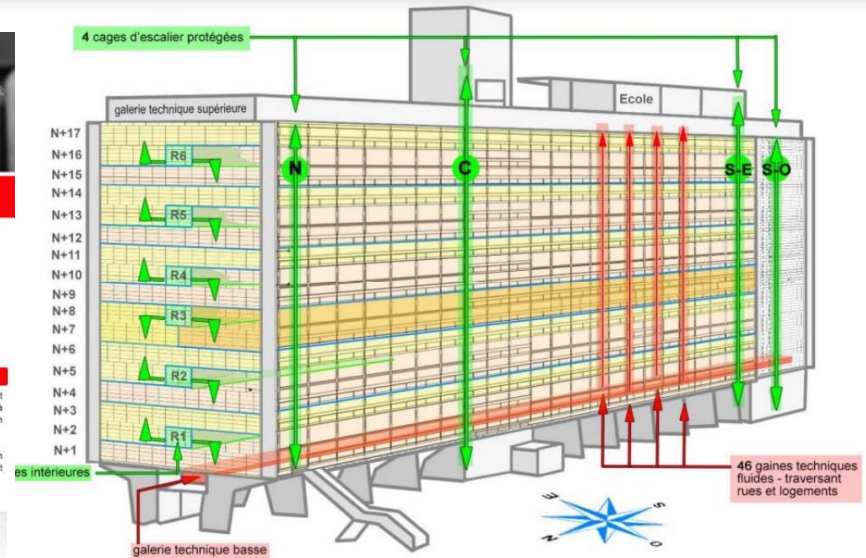 4 cages d'escalier protégées
galerie technique supérieure
Ecole
N+17
N+16
N+15
N+14
N+13
N+12
N+11
N+10
N+9
N+8
N+7
N+6
N+5
N+4
N+3
N+2
N+1
R6
R5
R4
R3
R2
R1
N
C
S-E
S-O
es intérieures
galerie technique basse
46 gaines techniques
fluides - traversant
rues et logements
E
S
N
O